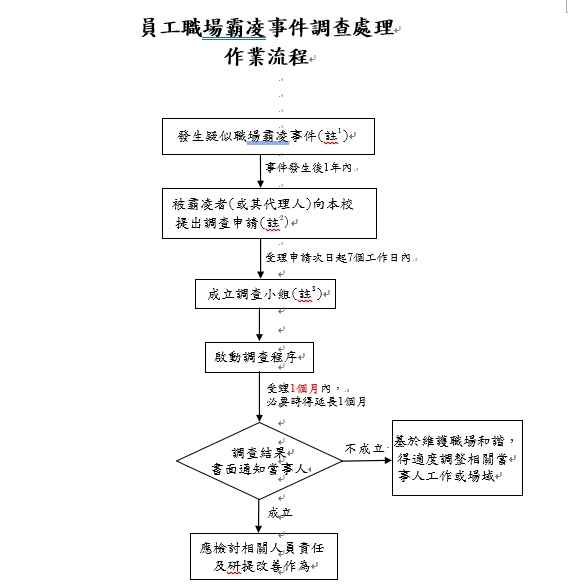 員工職場霸凌事件調查處理
作業流程
發生疑似職場霸凌事件(註1)
事件發生後1年內
被霸凌者(或其代理人)向本校
提出調查申請(註2)
受理申請次日起7個工作日內
成立調查小組(註3)
啟動調查程序
受理1個月內，
必要時得延長1個月
調查結果
書面通知當事人
不成立
基於維護職場和諧，
得適度調整相關當
事人工作或場域
成立
應檢討相關人員責任
及研提改善作為